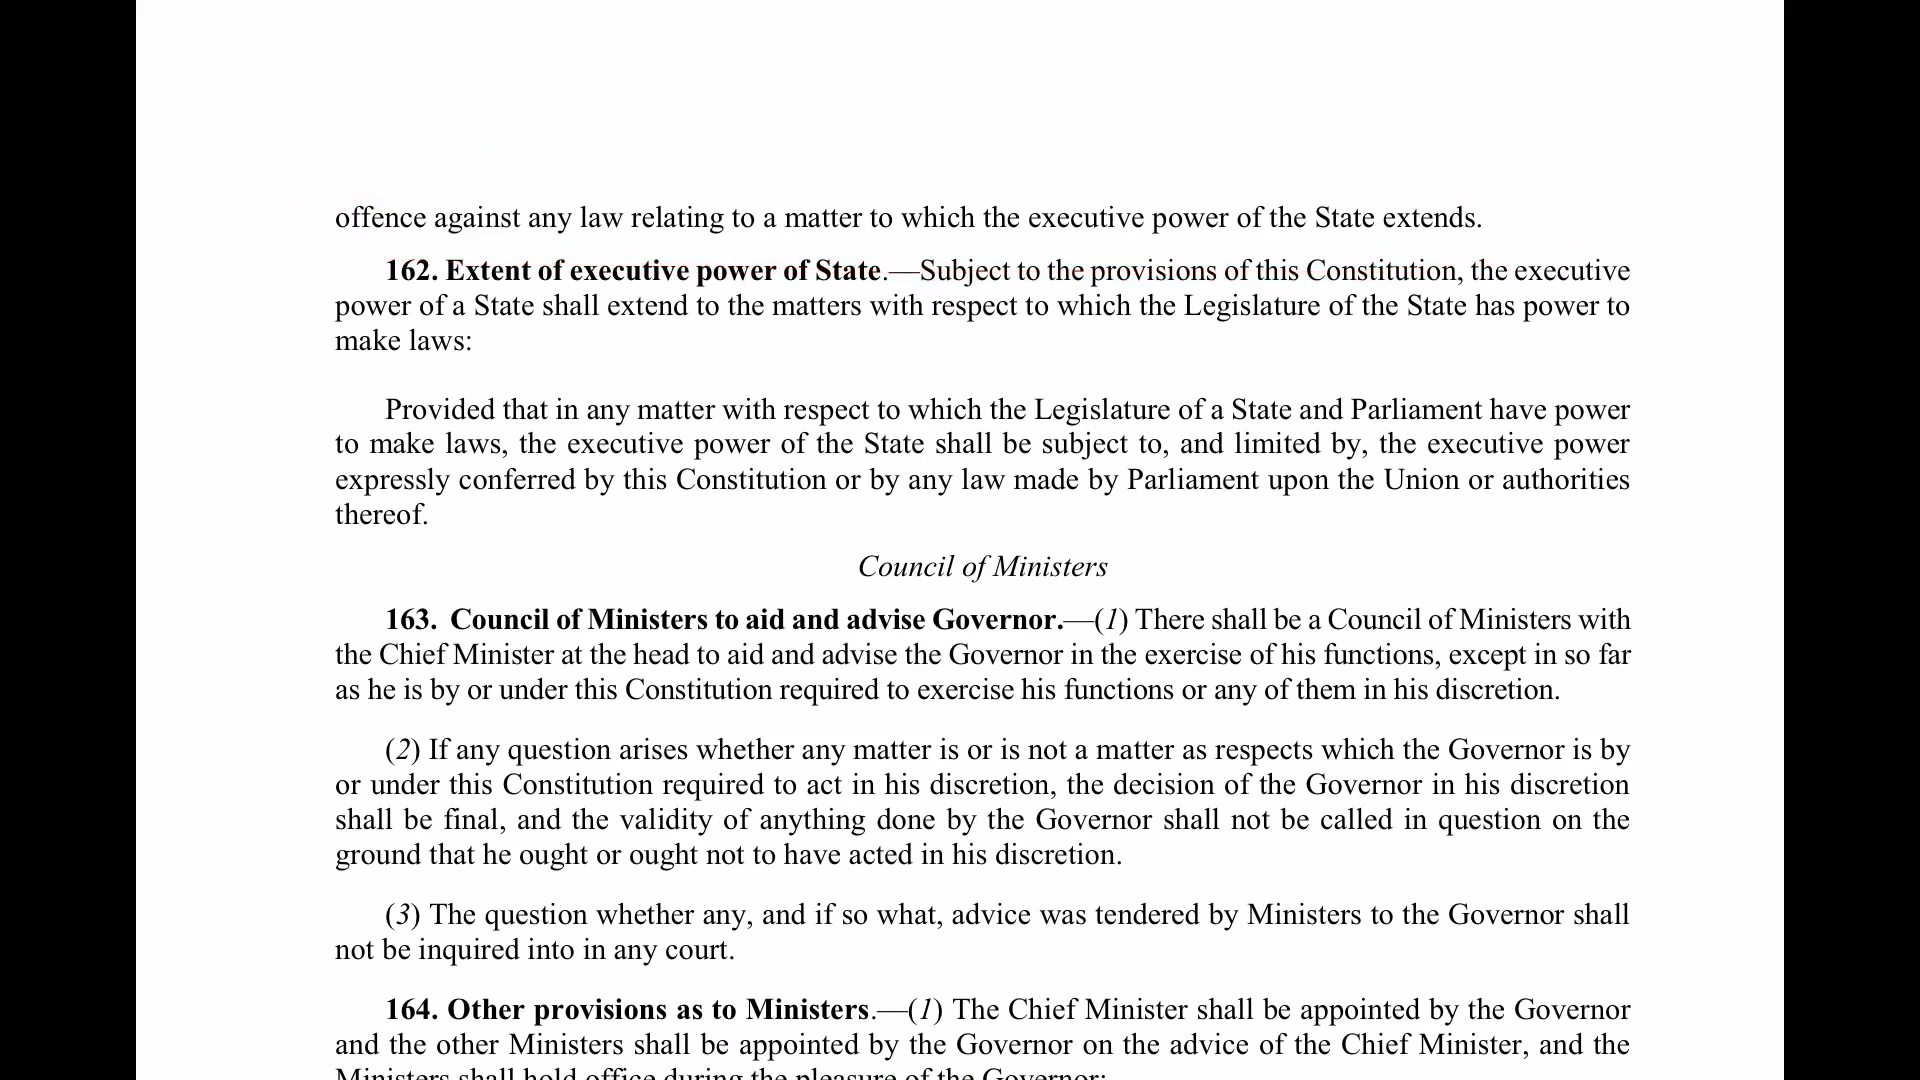 offence against any law relating to a matter to which the executive power of the State extends.
162. Extent of executive power of State.—Subject to the provisions of this Constitution, the executive
power of a State shall extend to the matters with respect to which the Legislature of the State has power to
make laws:
Provided that in any matter with respect to which the Legislature of a State and Parliament have power
to make laws, the executive power of the State shall be subject to, and limited by, the executive power
expressly conferred by this Constitution or by any law made by Parliament upon the Union or authorities
thereof.
Council of Ministers
163. Council of Ministers to aid and advise Governor.—(1) There shall be a Council of Ministers with
the Chief Minister at the head to aid and advise the Governor in the exercise of his functions, except in so far
as he is by or under this Constitution required to exercise his functions or any of them in his discretion.
(2) If any question arises whether any matter is or is not a matter as respects which the Governor is by
or under this Constitution required to act in his discretion, the decision of the Governor in his discretion
shall be final, and the validity of anything done by the Governor shall not be called in question on the
ground that he ought or ought not to have acted in his discretion.
(3) The question whether any, and if so what, advice was tendered by Ministers to the Governor shall
not be inquired into in any court.
164. Other provisions as to Ministers.—(1) The Chief Minister shall be appointed by the Governor
and the other Ministers shall be appointed by the Governor on the advice of the Chief Minister, and the
Ministers shall hold office during the pleasure of the Governor: